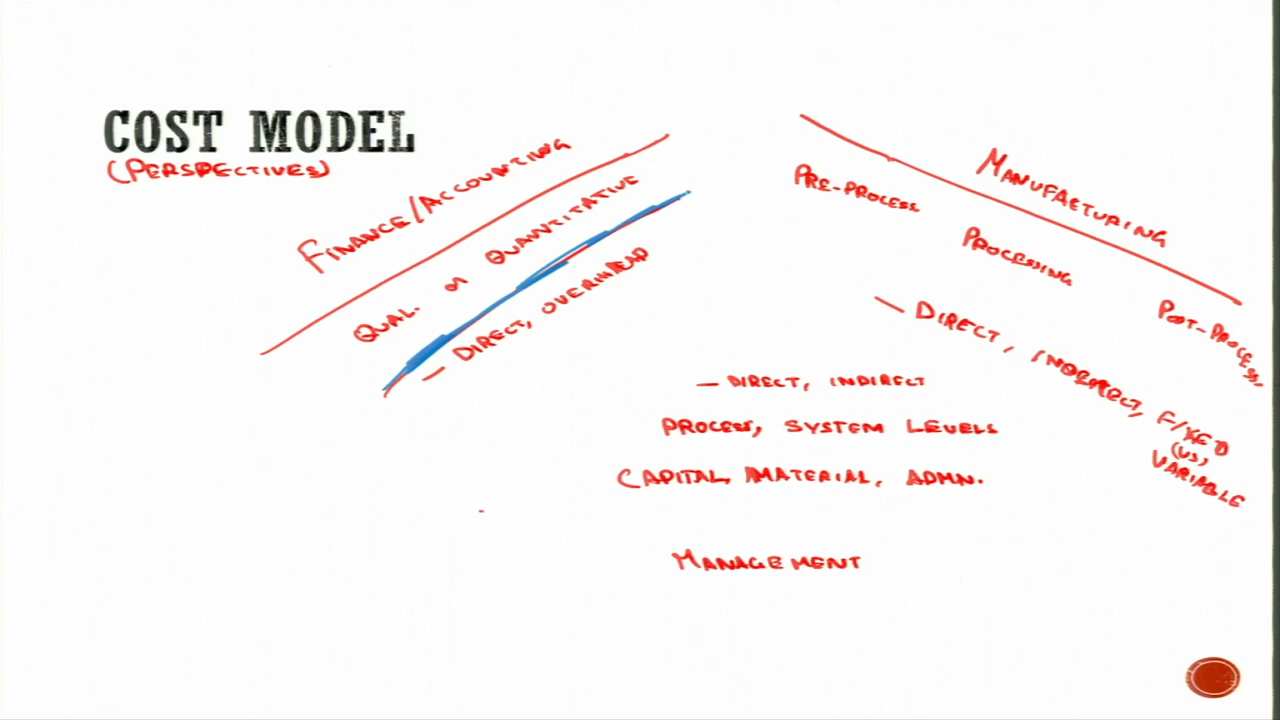 COST MODEL
(PERSPECTIVES)
FINANCE/ACCOUNTING
QUAL. or QUANTITATIVE
— DIRECT, OVERHEAD
MANUFACTURING
PRE-PROCESS
PROCESSING
POST-PROCESS.
— DIRECT, INDIRECT, FIXED
(VS)
VARIABLE
— DIRECT, INDIRECT
PROCESS, SYSTEM LEVELS
CAPITAL, MATERIAL, ADMN.
MANAGEMENT